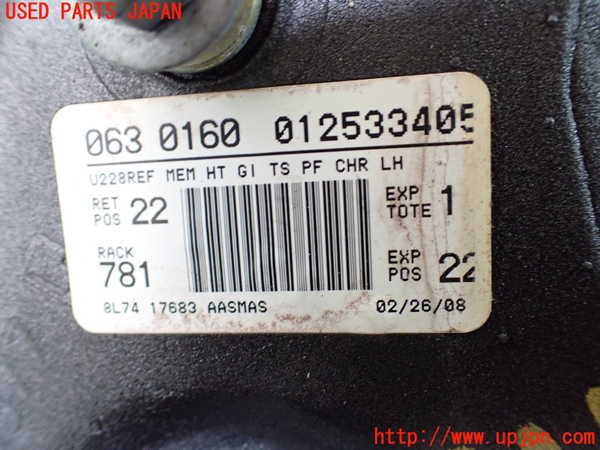 USED PARTS JAPAN
063 0160 012533405
U228REF MEM HT GI TS PF CHR LH
RET POS 22
EXP TOTE 1
RACK 781
EXP POS 22
8L74 17683 AASMAS
02/26/08
http://www.upjpn.com/